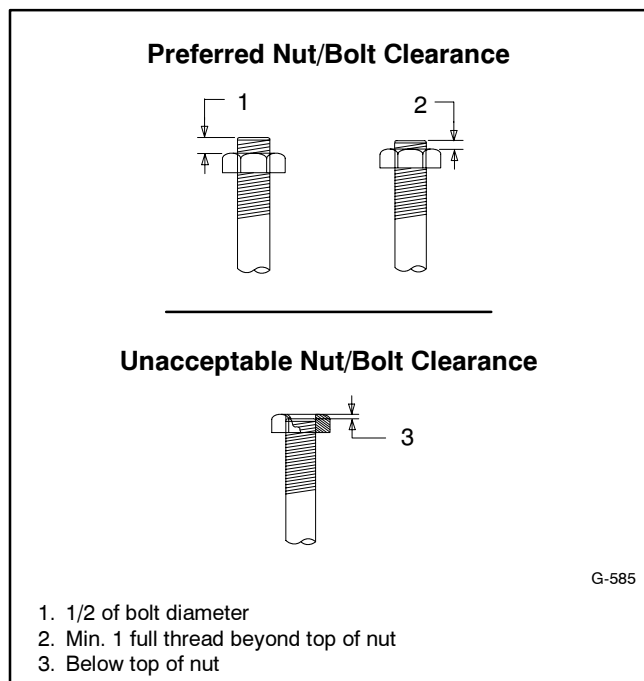 Preferred Nut/Bolt Clearance
1
2
Unacceptable Nut/Bolt Clearance
3
G-585
1. 1/2 of bolt diameter
2. Min. 1 full thread beyond top of nut
3. Below top of nut